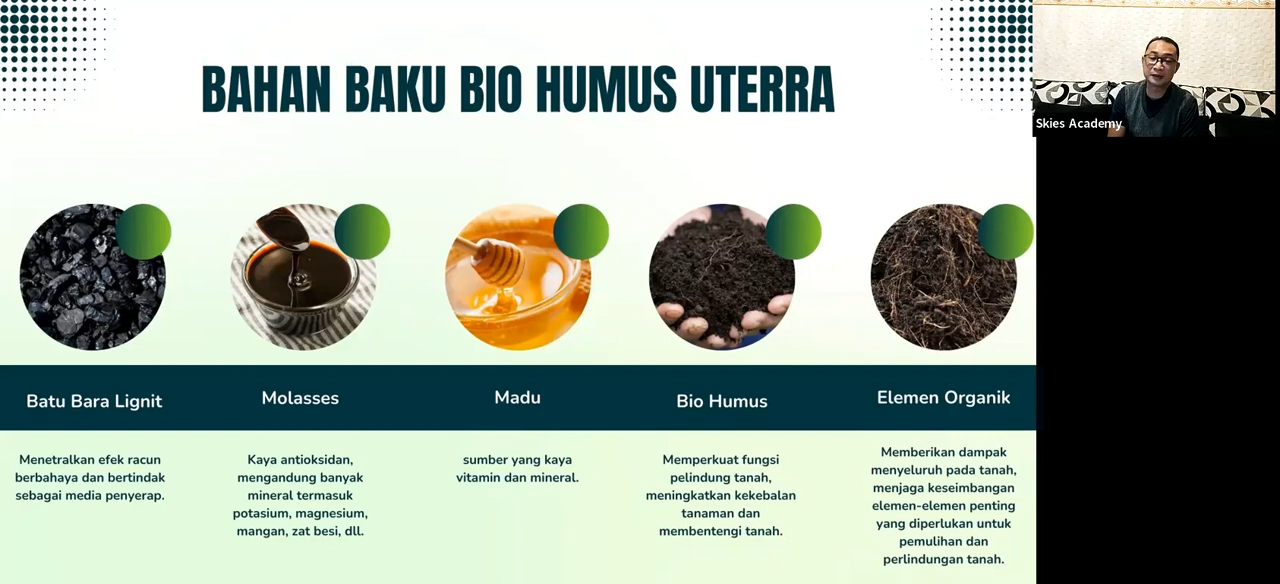 BAHAN BAKU BIO HUMUS UTERRA
Skies Academy
Batu Bara Lignit
Menetralkan efek racun
berbahaya dan bertindak
sebagai media penyerap.
Molasses
Kaya antioksidan,
mengandung banyak
mineral termasuk
potasium, magnesium,
mangan, zat besi, dll.
Madu
sumber yang kaya
vitamin dan mineral.
Bio Humus
Memperkuat fungsi
pelindung tanah,
meningkatkan kekebalan
tanaman dan
membentengi tanah.
Elemen Organik
Memberikan dampak
menyeluruh pada tanah,
menjaga keseimbangan
elemen-elemen penting
yang diperlukan untuk
pemulihan dan
perlindungan tanah.